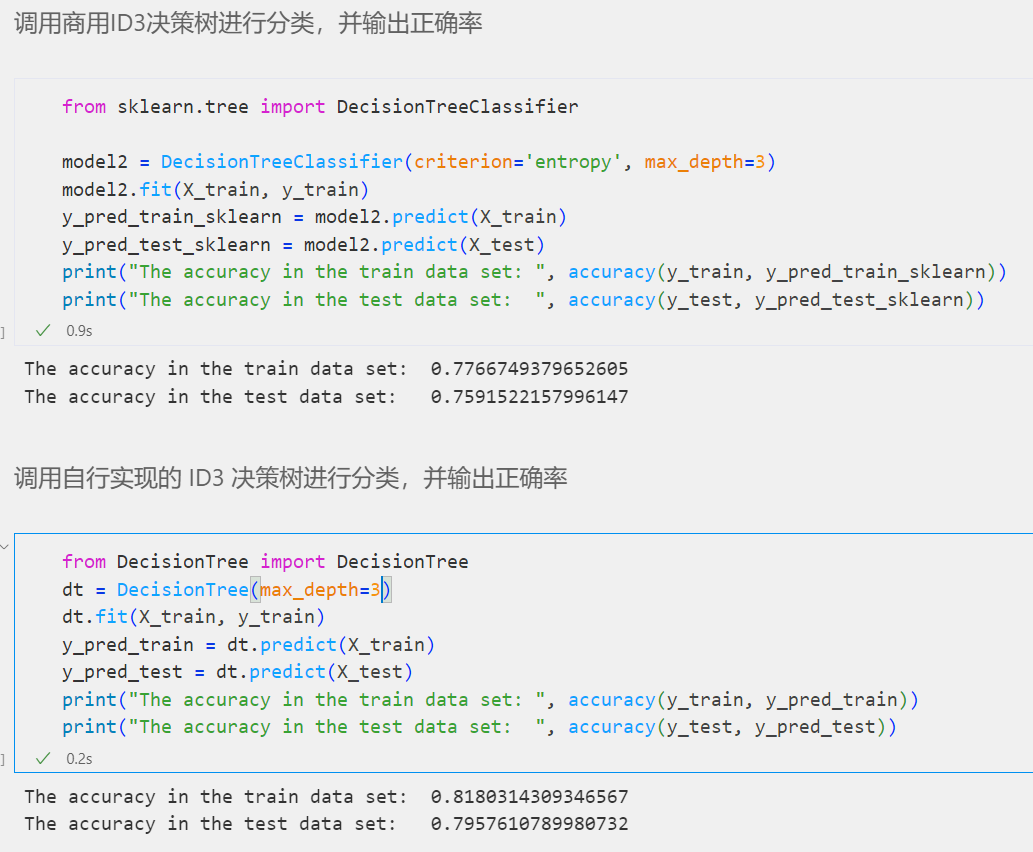 调用商用ID3决策树进行分类，并输出正确率
from sklearn.tree import DecisionTreeClassifier
model2 = DecisionTreeClassifier(criterion='entropy', max_depth=3)
model2.fit(X_train, y_train)
y_pred_train_sklearn = model2.predict(X_train)
y_pred_test_sklearn = model2.predict(X_test)
print("The accuracy in the train data set: ", accuracy(y_train, y_pred_train_sklearn))
print("The accuracy in the test data set:  ", accuracy(y_test, y_pred_test_sklearn))
] ✓ 0.9s
The accuracy in the train data set:  0.7766749379652605
The accuracy in the test data set:   0.7591522157996147
调用自行实现的 ID3 决策树进行分类，并输出正确率
from DecisionTree import DecisionTree
dt = DecisionTree(max_depth=3)
dt.fit(X_train, y_train)
y_pred_train = dt.predict(X_train)
y_pred_test = dt.predict(X_test)
print("The accuracy in the train data set: ", accuracy(y_train, y_pred_train))
print("The accuracy in the test data set:  ", accuracy(y_test, y_pred_test))
] ✓ 0.2s
The accuracy in the train data set:  0.8180314309346567
The accuracy in the test data set:   0.7957610789980732